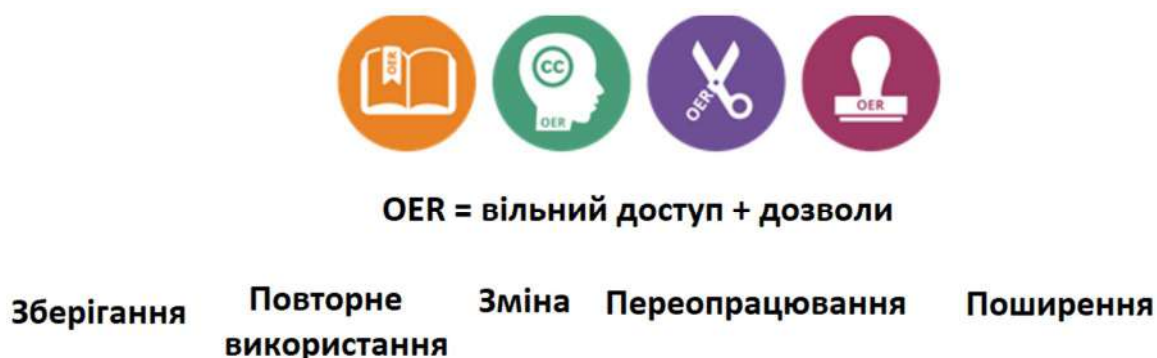 OER
CC
OER
OER
OER
OER = вільний доступ + дозволи
Зберігання
Повторне
використання
Зміна
Переопрацювання
Поширення